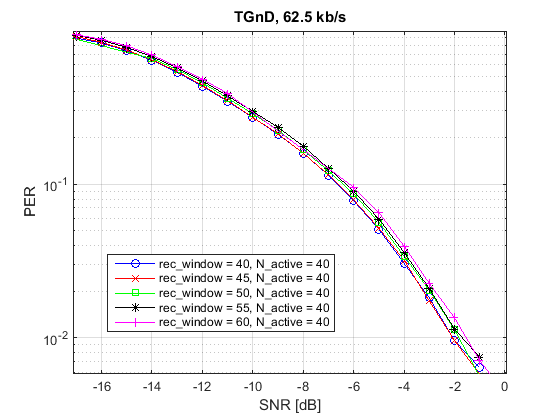 TGnD, 62.5 kb/s
PER
10^-1
10^-2
rec_window = 40, N_active = 40
rec_window = 45, N_active = 40
rec_window = 50, N_active = 40
rec_window = 55, N_active = 40
rec_window = 60, N_active = 40
-16 -14 -12 -10 -8 -6 -4 -2 0
SNR [dB]